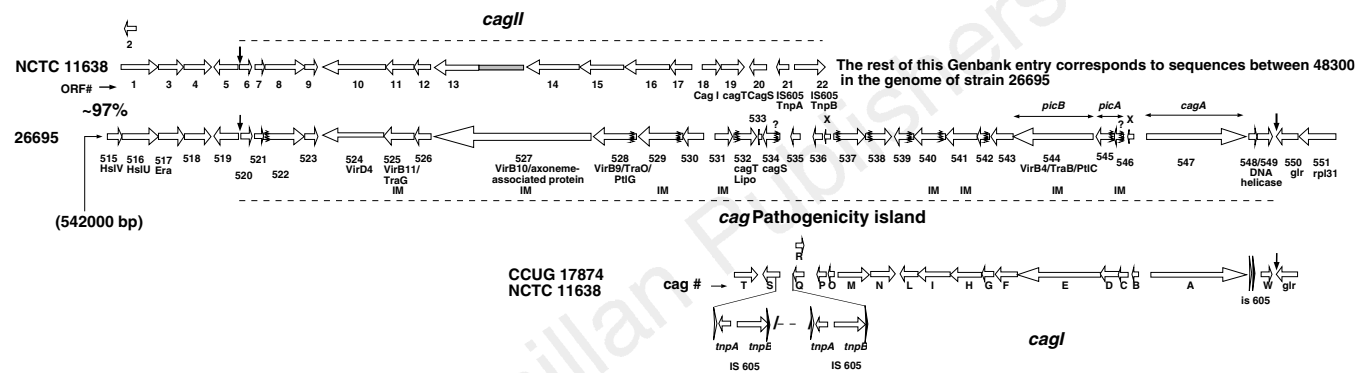 cagII
2
NCTC 11638
ORF#
1 3 4 5 6 7 8 9 10 11 12 13 14 15 16 17 18 19 20 21 22
Cag I cagT CagS IS605 IS605
TnpA TnpB
The rest of this Genbank entry corresponds to sequences between 48300
in the genome of strain 26695
~97%
picB picA cagA
533 ? X ? X
26695
515 516 517 518 519 520 521 522 523 524 525 526 527 528 529 530 531 532 534 535 536 537 538 539 540 541 542 543 544 545 546 547 548/549 550 551
HslV HslU Era VirD4 VirB11/ VirB10/axoneme- VirB9/TraO/ cagT cagS VirB4/TraB/PtlC DNA glr rpl31
TraG associated protein PtlG Lipo helicase
IM IM IM IM IM IM IM IM
(542000 bp)
cag Pathogenicity island
R
CCUG 17874
NCTC 11638
cag #
T S Q P O M N L I H G F E D C B A is 605 W glr
tnpA tnpB tnpA tnpB
IS 605 IS 605
cagI
millan Publishers